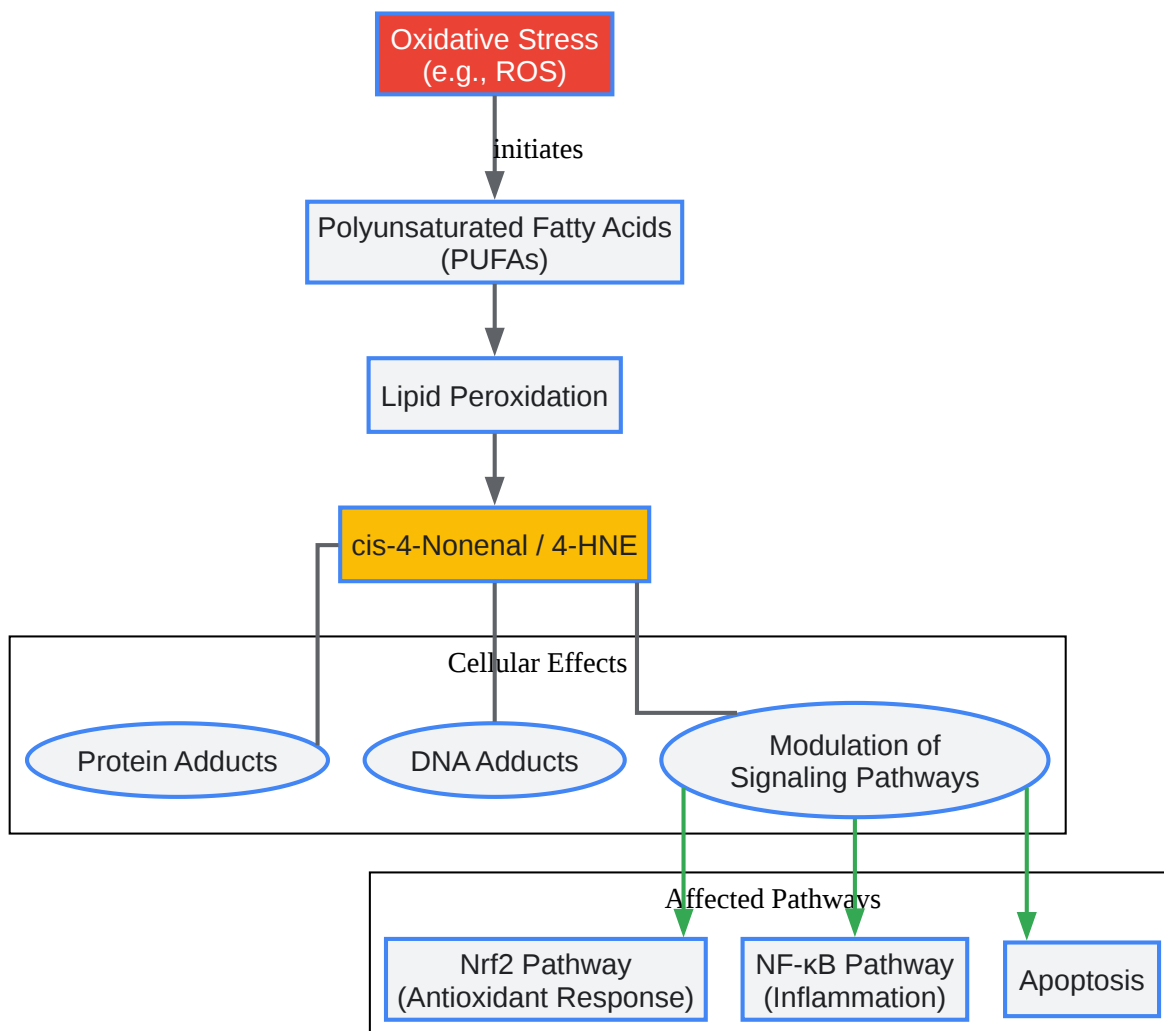 Oxidative Stress
(e.g., ROS)
initiates
Polyunsaturated Fatty Acids
(PUFAs)
Lipid Peroxidation
cis-4-Nonenal / 4-HNE
Cellular Effects
Protein Adducts
DNA Adducts
Modulation of
Signaling Pathways
Affected Pathways
Nrf2 Pathway
(Antioxidant Response)
NF-κB Pathway
(Inflammation)
Apoptosis